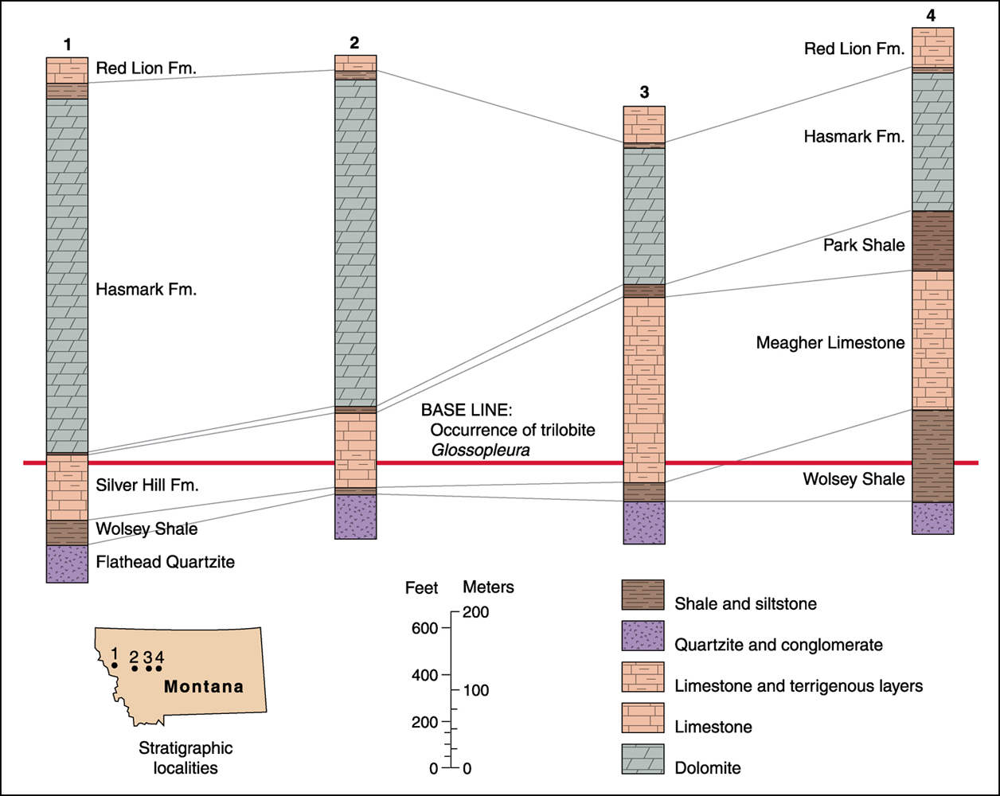 1
2
3
4
Red Lion Fm.
Hasmark Fm.
Silver Hill Fm.
Wolsey Shale
Flathead Quartzite
BASE LINE:
Occurrence of trilobite
Glossopleura
Red Lion Fm.
Hasmark Fm.
Park Shale
Meagher Limestone
Wolsey Shale
1 2 3 4
Montana
Stratigraphic
localities
Feet Meters
200
600
400
100
200
0 0
Shale and siltstone
Quartzite and conglomerate
Limestone and terrigenous layers
Limestone
Dolomite